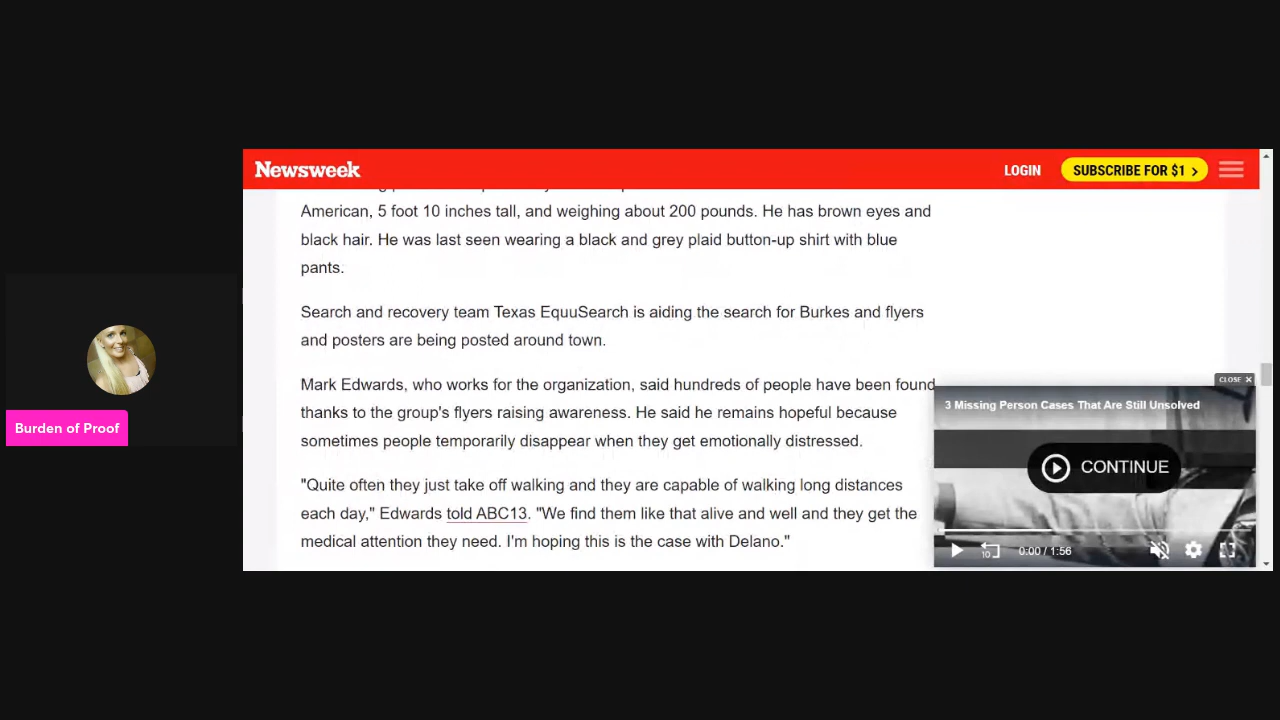 Newsweek
LOGIN
SUBSCRIBE FOR $1 >
American, 5 foot 10 inches tall, and weighing about 200 pounds. He has brown eyes and
black hair. He was last seen wearing a black and grey plaid button-up shirt with blue
pants.
Search and recovery team Texas EquuSearch is aiding the search for Burkes and flyers
and posters are being posted around town.
Mark Edwards, who works for the organization, said hundreds of people have been found
thanks to the group's flyers raising awareness. He said he remains hopeful because
sometimes people temporarily disappear when they get emotionally distressed.
"Quite often they just take off walking and they are capable of walking long distances
each day," Edwards told ABC13. "We find them like that alive and well and they get the
medical attention they need. I'm hoping this is the case with Delano."
CLOSE X
3 Missing Person Cases That Are Still Unsolved
CONTINUE
10
0:00 / 1:56
Burden of Proof